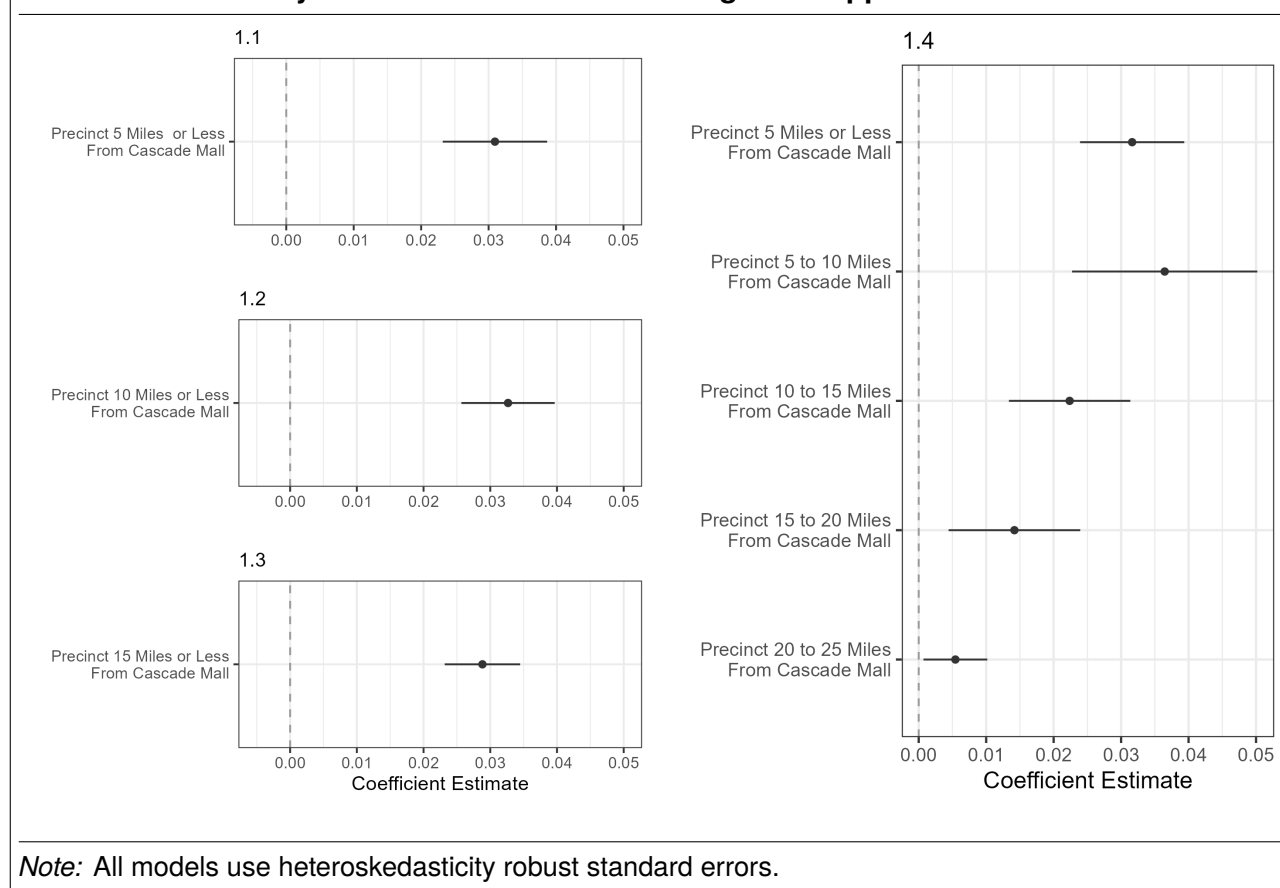 1.1
Precinct 5 Miles  or Less
From Cascade Mall
0.00 0.01 0.02 0.03 0.04 0.05
1.2
Precinct 10 Miles or Less
From Cascade Mall
0.00 0.01 0.02 0.03 0.04 0.05
1.3
Precinct 15 Miles or Less
From Cascade Mall
0.00 0.01 0.02 0.03 0.04 0.05
Coefficient Estimate
1.4
Precinct 5 Miles or Less
From Cascade Mall
Precinct 5 to 10 Miles
From Cascade Mall
Precinct 10 to 15 Miles
From Cascade Mall
Precinct 15 to 20 Miles
From Cascade Mall
Precinct 20 to 25 Miles
From Cascade Mall
0.00 0.01 0.02 0.03 0.04 0.05
Coefficient Estimate
Note: All models use heteroskedasticity robust standard errors.